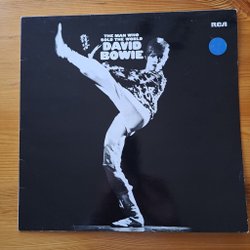 THE MAN WHO
SOLD THE WORLD
DAVID
BOWIE
RCA